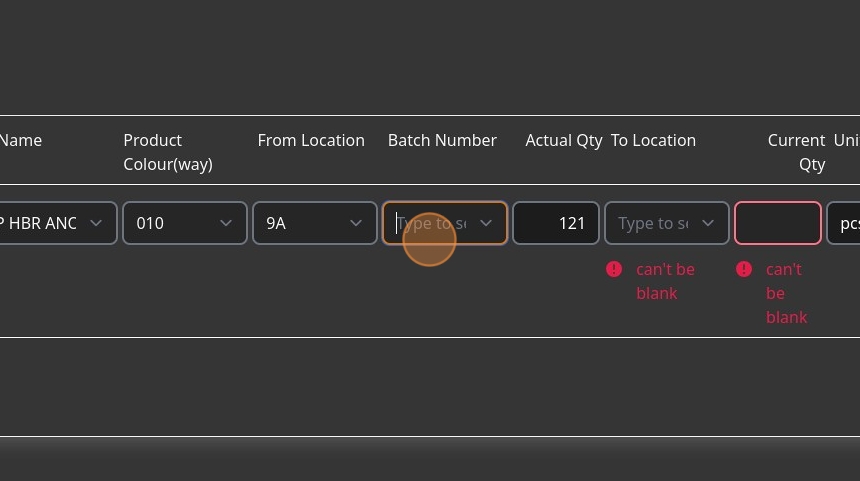 Name
Product
Colour(way)
From Location
Batch Number
Actual Qty
To Location
Current
Qty
Uni
P HBR ANC
010
9A
Type to se
121
Type to se
pcs
can't be
blank
can't
be
blank